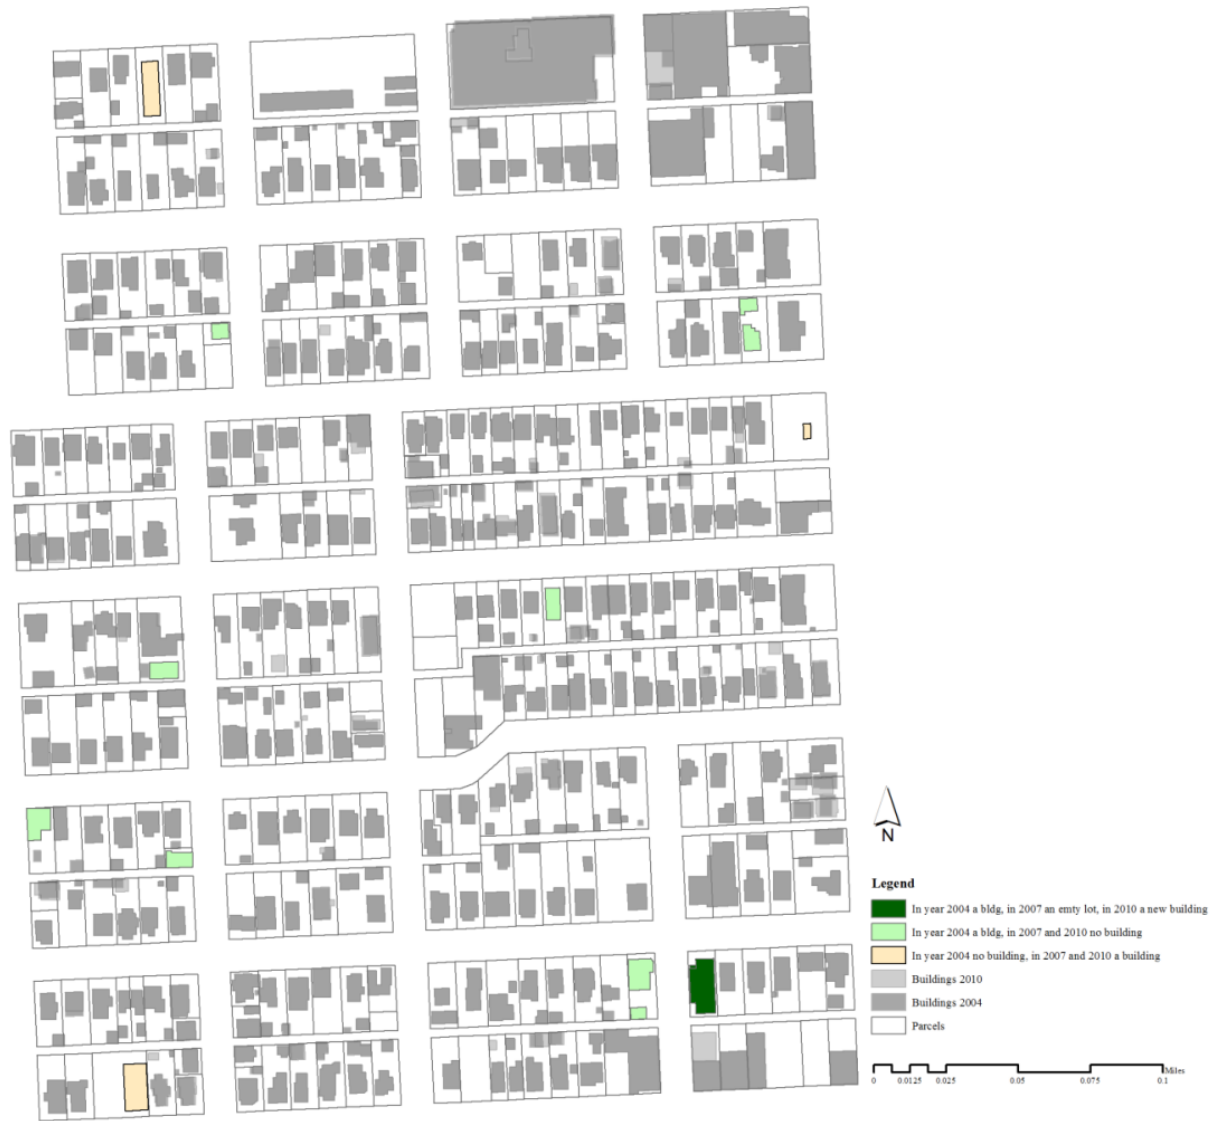 N
Legend
In year 2004 a bldg, in 2007 an emty lot, in 2010 a new building
In year 2004 a bldg, in 2007 and 2010 no building
In year 2004 no building, in 2007 and 2010 a building
Buildings 2010
Buildings 2004
Parcels
Miles
0 0.0125 0.025 0.05 0.075 0.1